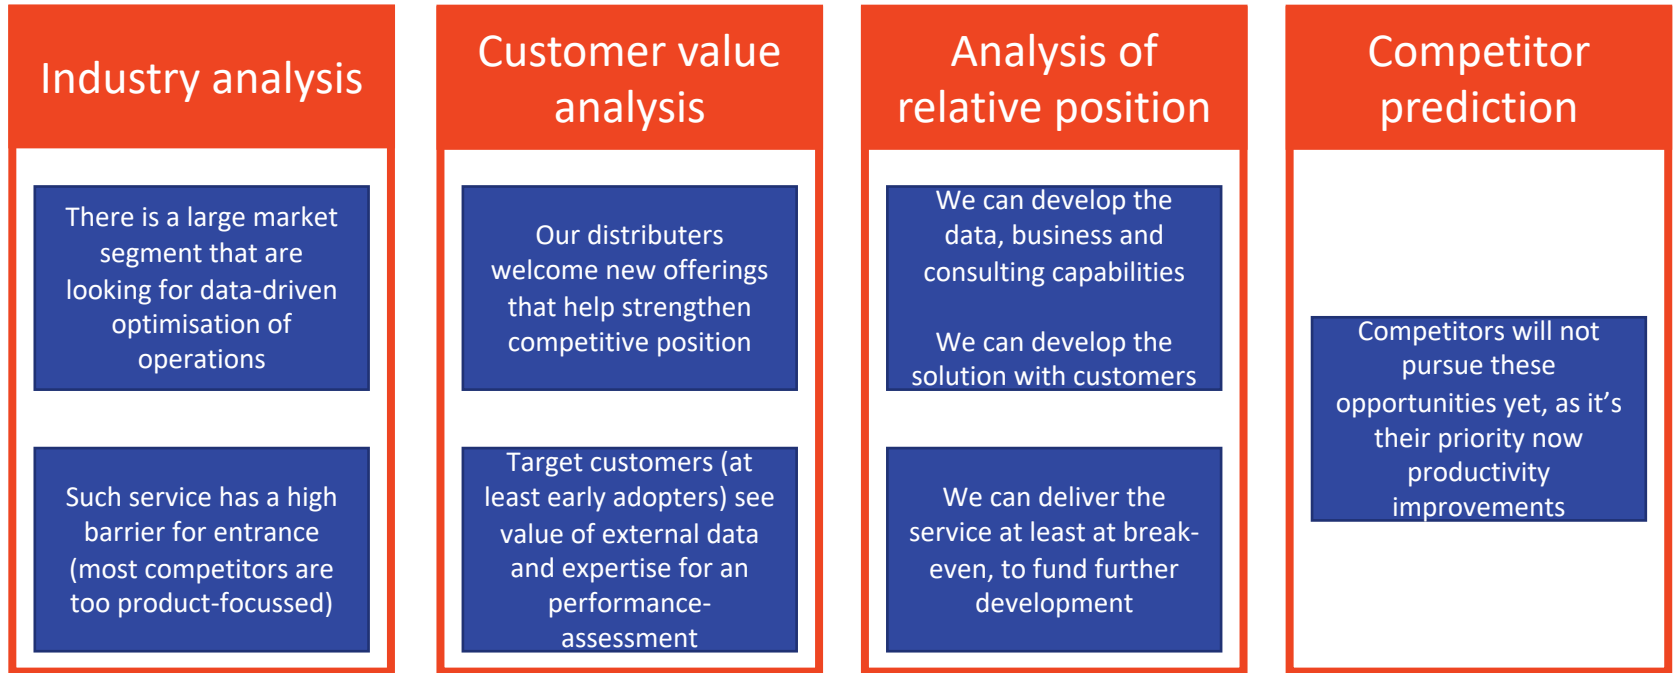 Industry analysis
There is a large market
segment that are
looking for data-driven
optimisation of
operations
Such service has a high
barrier for entrance
(most competitors are
too product-focussed)
Customer value
analysis
Our distributers
welcome new offerings
that help strengthen
competitive position
Target customers (at
least early adopters) see
value of external data
and expertise for an
performance-
assessment
Analysis of
relative position
We can develop the
data, business and
consulting capabilities
We can develop the
solution with customers
We can deliver the
service at least at break-
even, to fund further
development
Competitor
prediction
Competitors will not
pursue these
opportunities yet, as it’s
their priority now
productivity
improvements